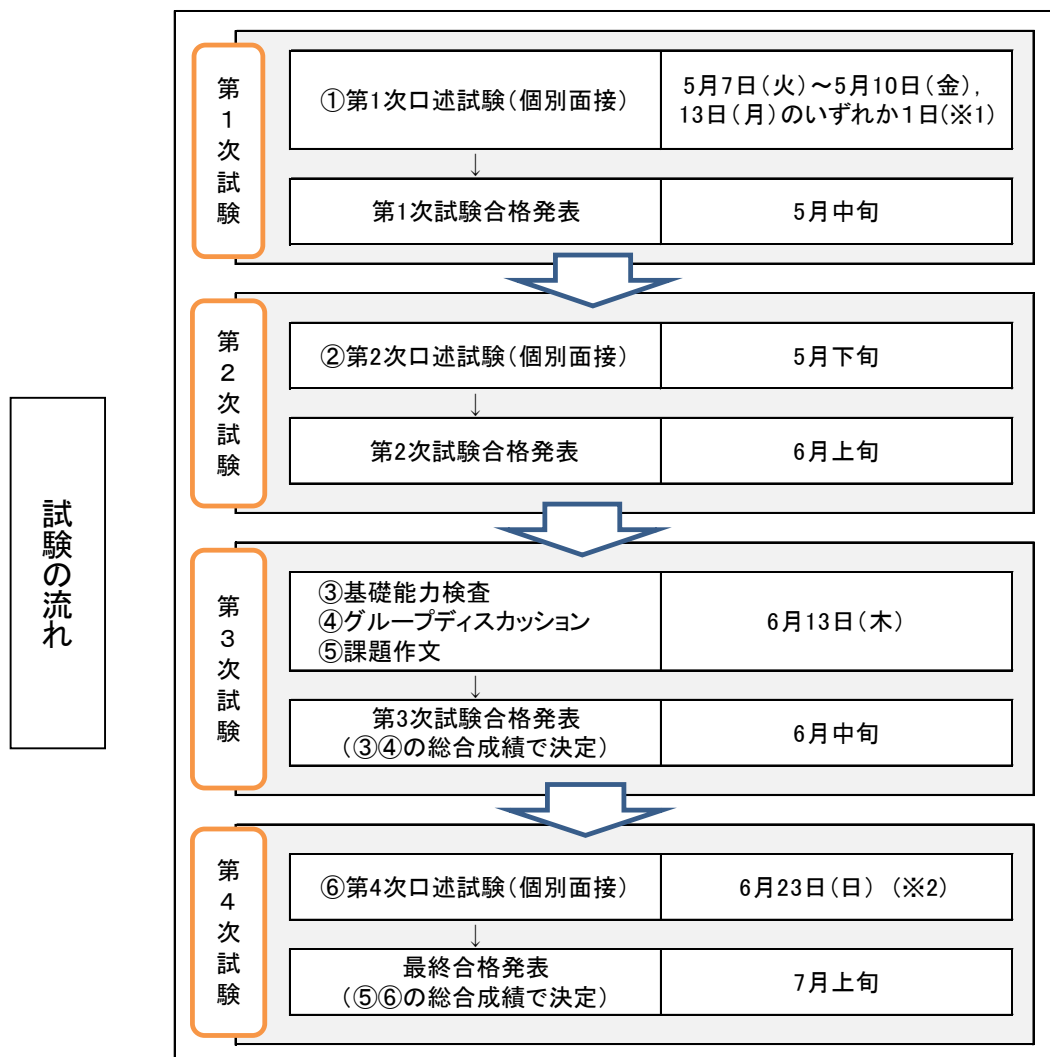 試験の流れ
第1次試験
①第1次口述試験(個別面接)
5月7日(火)~5月10日(金),
13日(月)のいずれか1日(※1)
↓
第1次試験合格発表
5月中旬
第2次試験
②第2次口述試験(個別面接)
5月下旬
↓
第2次試験合格発表
6月上旬
第3次試験
③基礎能力検査
④グループディスカッション
⑤課題作文
6月13日(木)
↓
第3次試験合格発表
(③④の総合成績で決定)
6月中旬
第4次試験
⑥第4次口述試験(個別面接)
6月23日(日) (※2)
↓
最終合格発表
(⑤⑥の総合成績で決定)
7月上旬